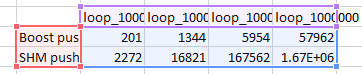 loop_1000 loop_1000 loop_1000 loop_1000000
Boost pus 201 1344 5954 57962
SHM push 2272 16821 167562 1.67E+06